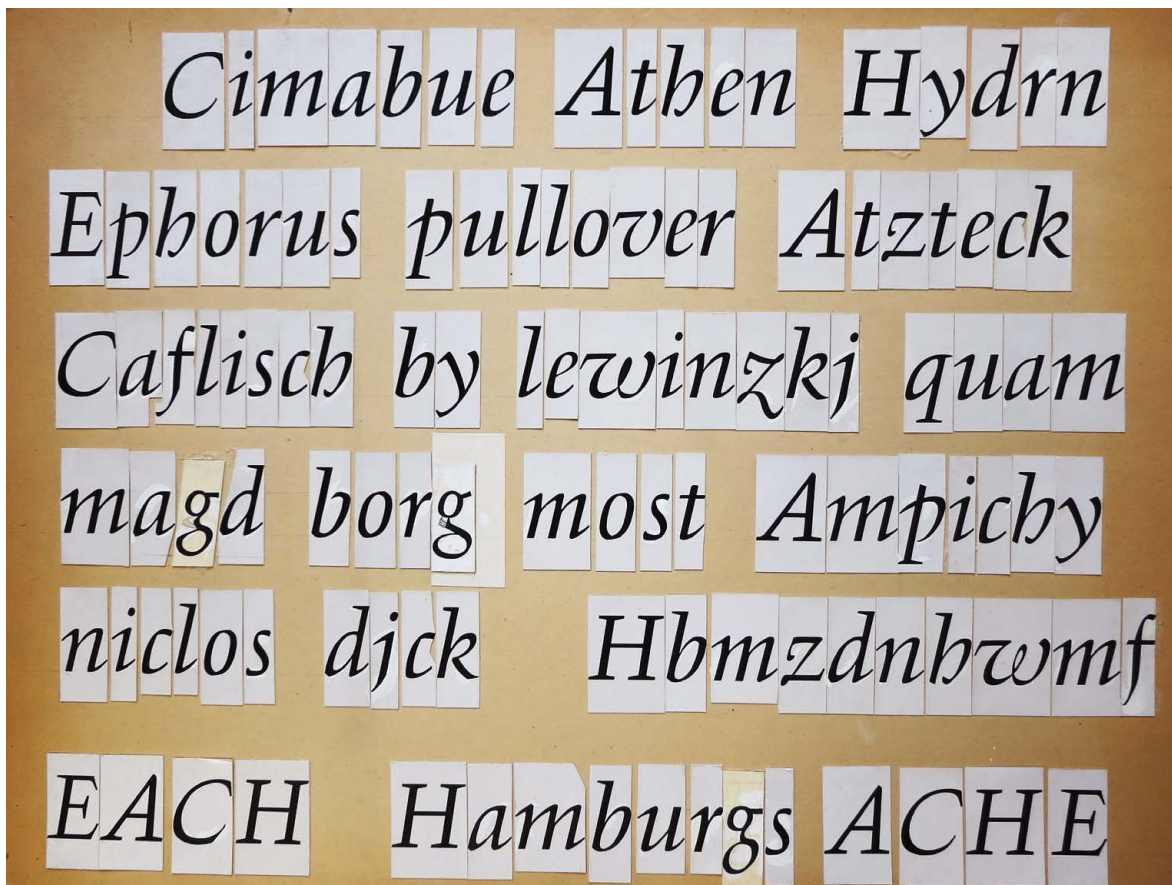 Cimabue Athen Hydrn
Ephorus pullover Atzteck
Caflisch by lewinzkj quam
magd borg most Ampichy
niclos djck Hbmzdnhwmf
EACH Hamburgs ACHE